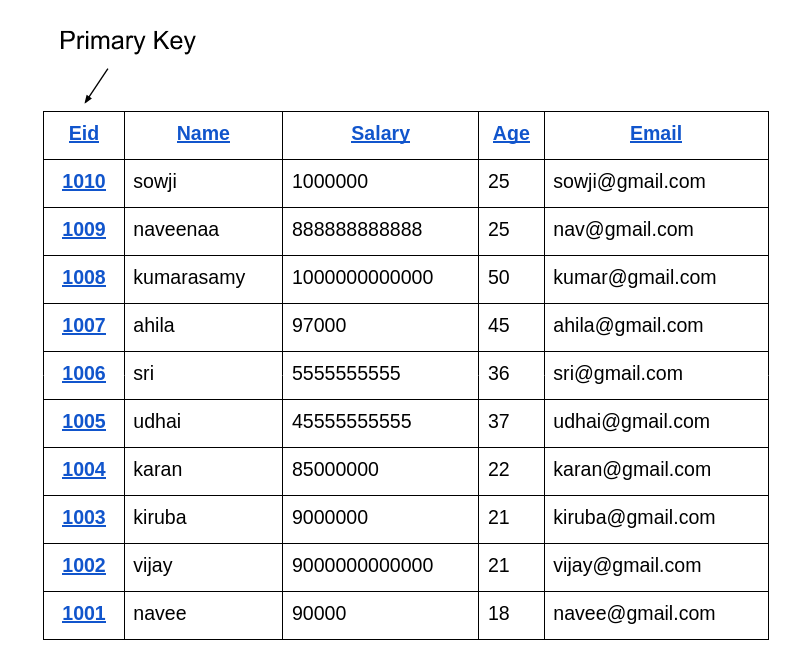 Primary Key
Eid Name Salary Age Email
1010 sowji 1000000 25 sowji@gmail.com
1009 naveenaa 888888888888 25 nav@gmail.com
1008 kumarasamy 1000000000000 50 kumar@gmail.com
1007 ahila 97000 45 ahila@gmail.com
1006 sri 5555555555 36 sri@gmail.com
1005 udhai 45555555555 37 udhai@gmail.com
1004 karan 85000000 22 karan@gmail.com
1003 kiruba 9000000 21 kiruba@gmail.com
1002 vijay 9000000000000 21 vijay@gmail.com
1001 navee 90000 18 navee@gmail.com